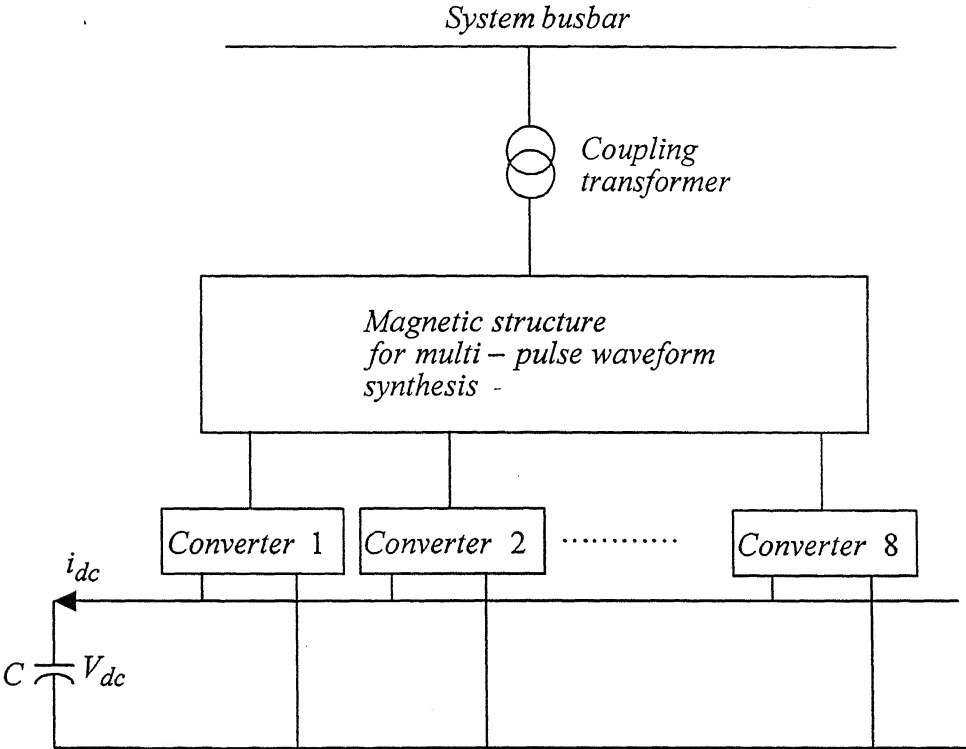 System busbar
Coupling
transformer
Magnetic structure
for multi – pulse waveform
synthesis -
Converter 1
Converter 2
............
Converter 8
i_dc
C
V_dc